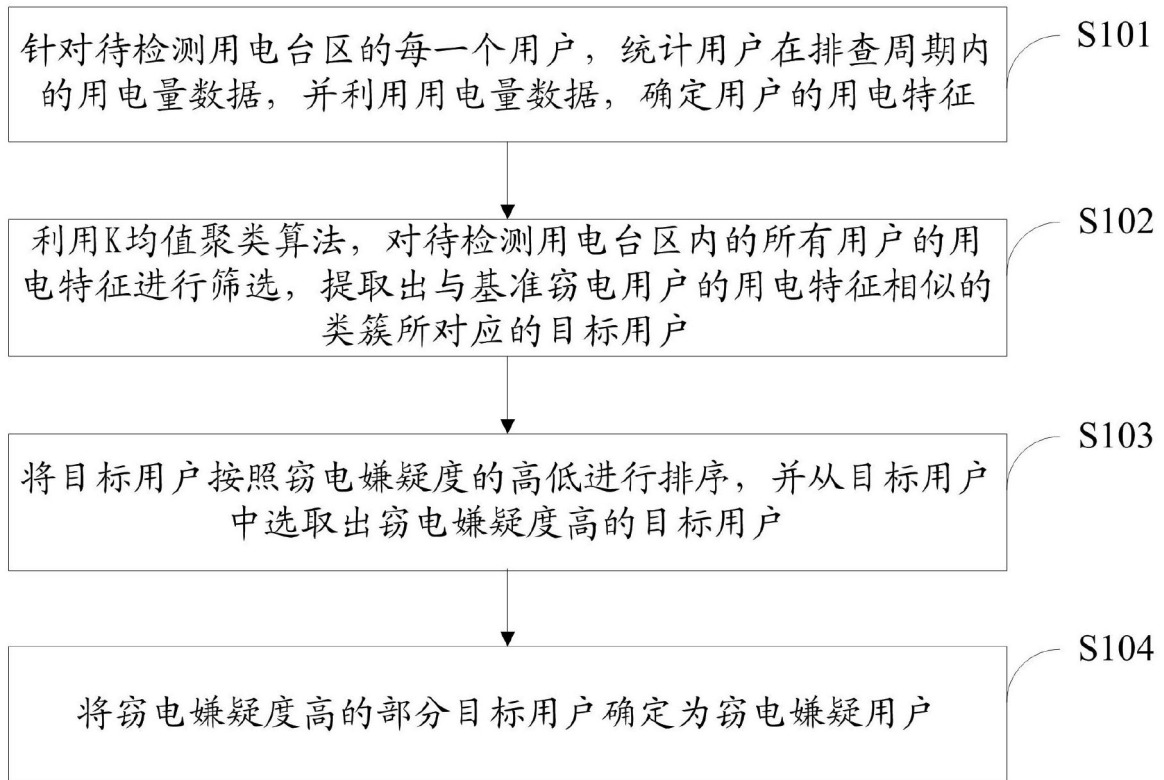 针对待检测用电台区的每一个用户，统计用户在排查周期内
的用电量数据，并利用用电量数据，确定用户的用电特征
S101
利用K均值聚类算法，对待检测用电台区内的所有用户的用
电特征进行筛选，提取出与基准窃电用户的用电特征相似的
类簇所对应的目标用户
S102
将目标用户按照窃电嫌疑度的高低进行排序，并从目标用户
中选取出窃电嫌疑度高的目标用户
S103
将窃电嫌疑度高的部分目标用户确定为窃电嫌疑用户
S104